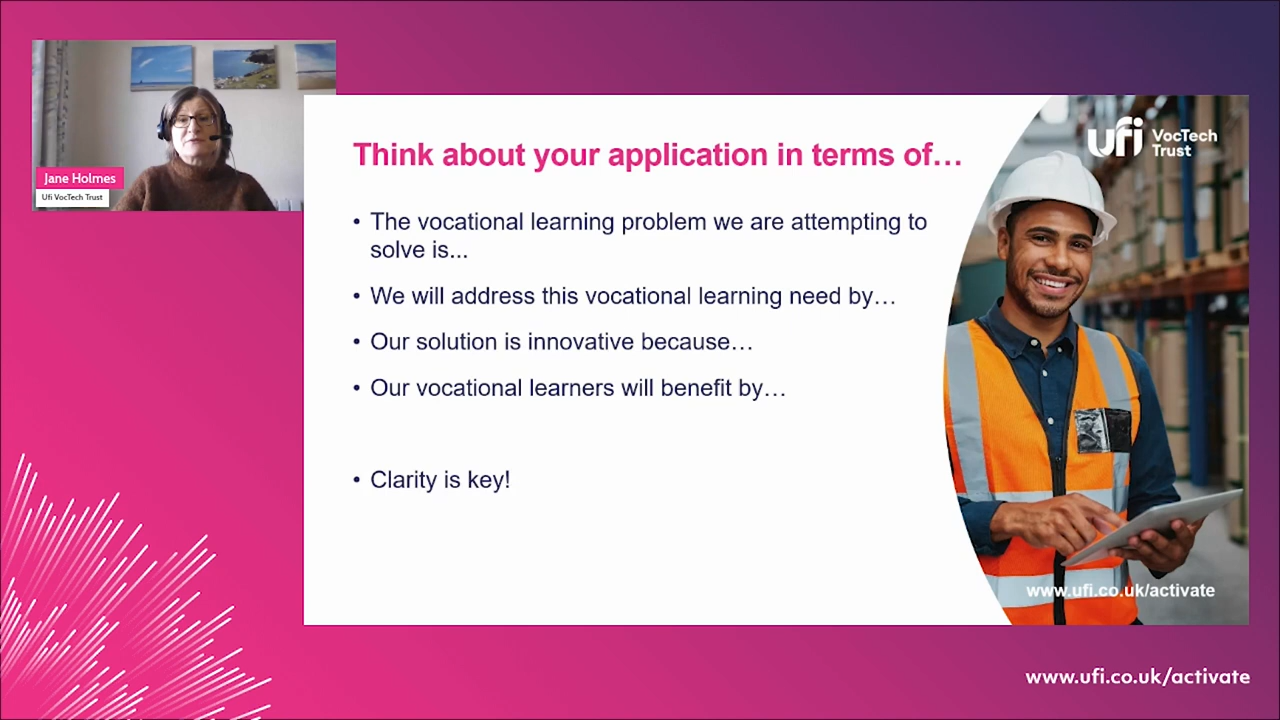 Jane Holmes
Ufi VocTech Trust
Think about your application in terms of…
• The vocational learning problem we are attempting to
solve is...
• We will address this vocational learning need by…
• Our solution is innovative because…
• Our vocational learners will benefit by…
• Clarity is key!
ufi VocTech
Trust
www.ufi.co.uk/activate
www.ufi.co.uk/activate